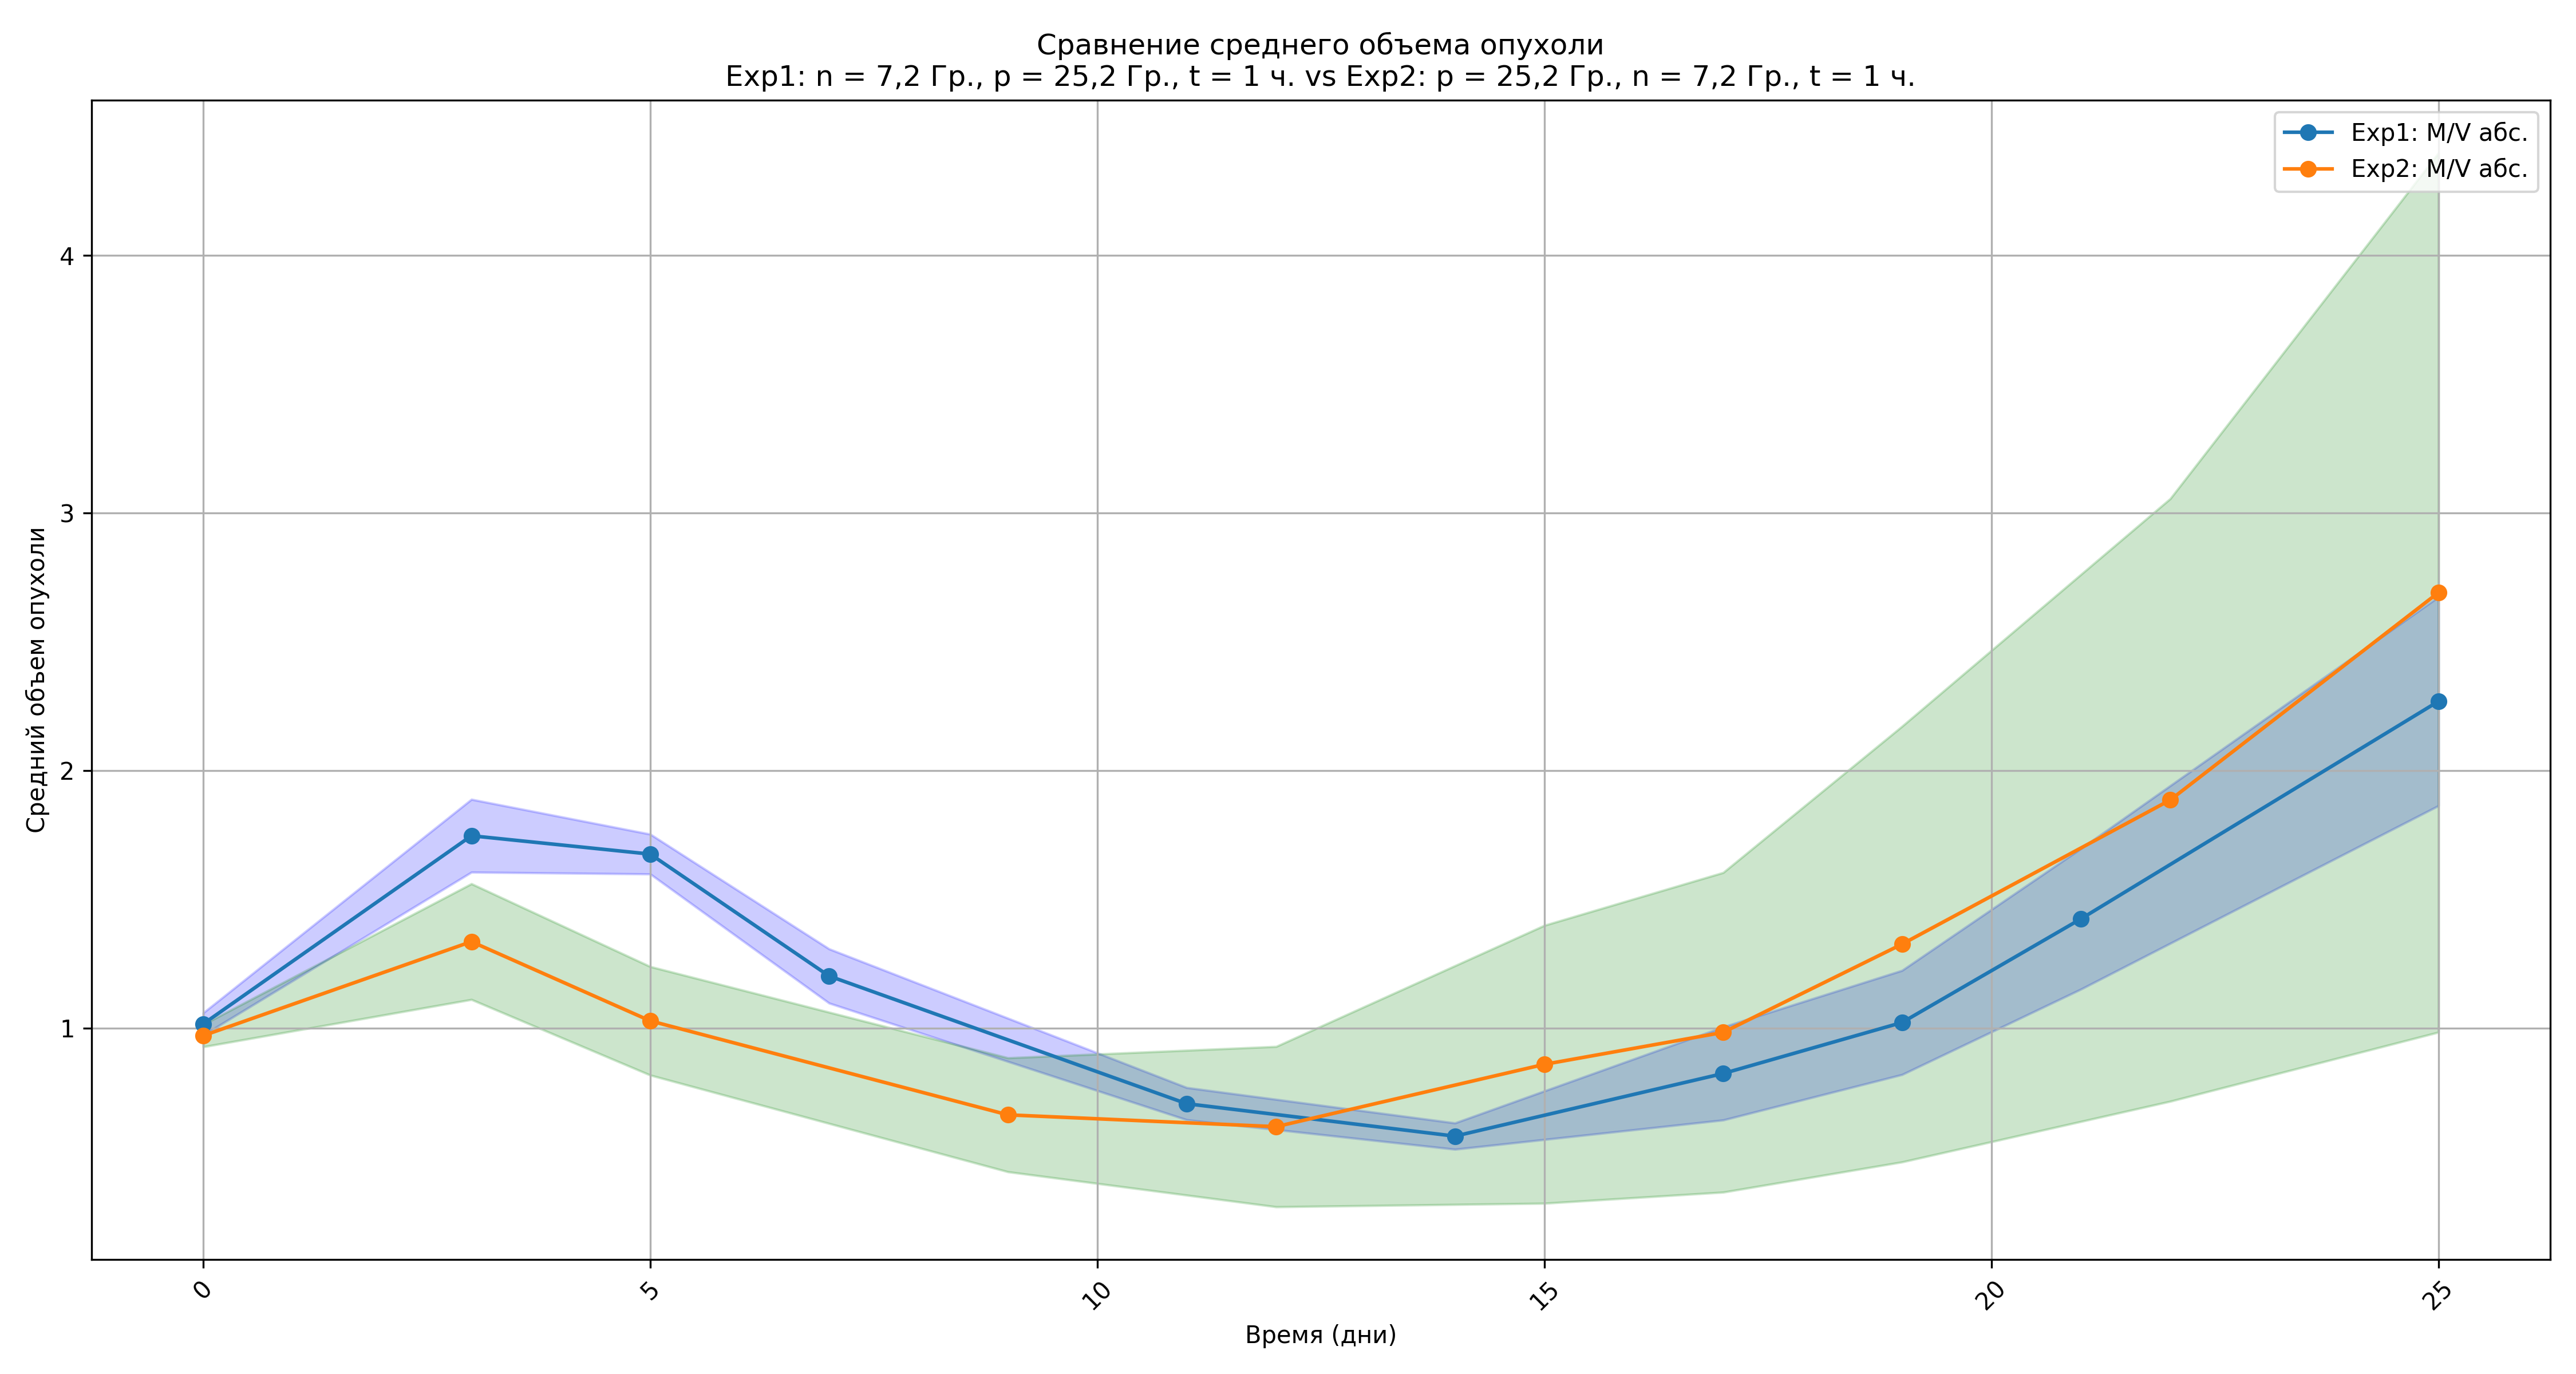 Сравнение среднего объема опухоли
Exp1: n = 7,2 Гр., p = 25,2 Гр., t = 1 ч. vs Exp2: p = 25,2 Гр., n = 7,2 Гр., t = 1 ч.
Exp1: М/V абс.
Exp2: М/V абс.
Средний объем опухоли
4
3
2
1
0
5
10
15
20
25
Время (дни)